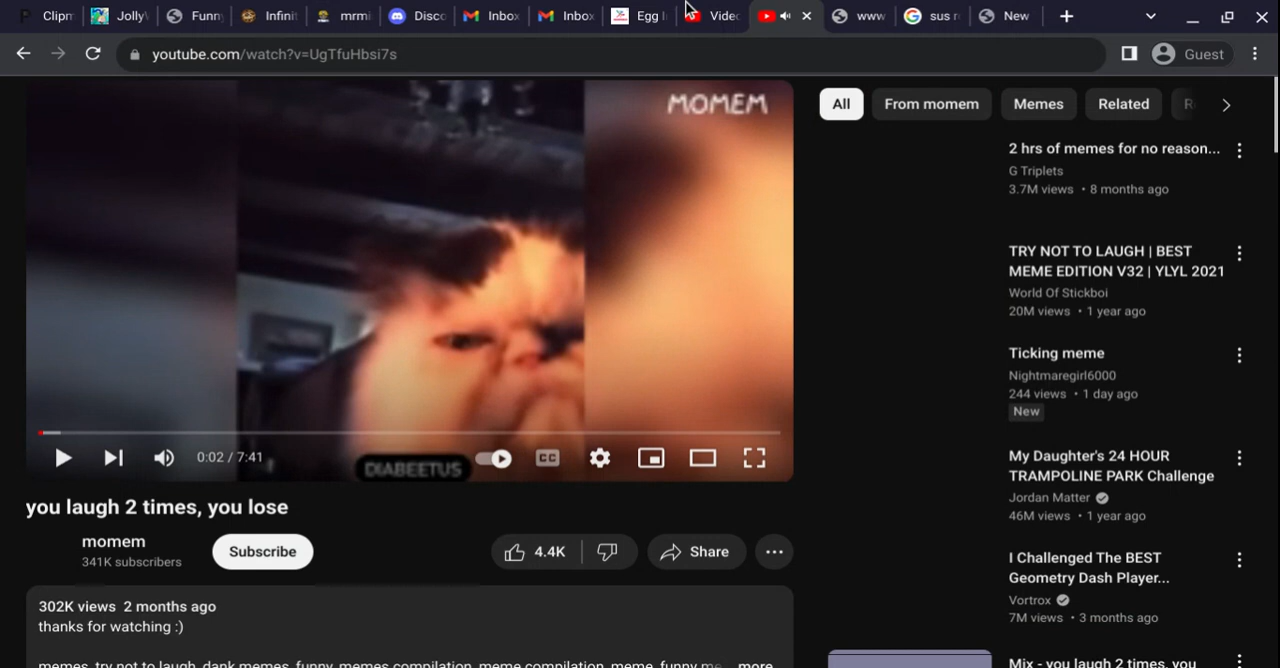 Clipn
Jolly
Funn
Infinit
mrmi
Disco
Inbox
Inbox
Egg I
Videc
www
sus r
New
youtube.com/watch?v=UgTfuHbsi7s
Guest
MOMEM
DIABEETUS
0:02 / 7:41
CC
you laugh 2 times, you lose
momem
341K subscribers
Subscribe
4.4K
Share
302K views 2 months ago
thanks for watching :)
memes, try not to laugh, dank memes, funny, memes compilation, meme compilation, meme, funny me ...more
All
From momem
Memes
Related
2 hrs of memes for no reason...
G Triplets
3.7M views • 8 months ago
TRY NOT TO LAUGH | BEST
MEME EDITION V32 | YLYL 2021
World Of Stickboi
20M views • 1 year ago
Ticking meme
Nightmaregirl6000
244 views • 1 day ago
New
My Daughter's 24 HOUR
TRAMPOLINE PARK Challenge
Jordan Matter
46M views • 1 year ago
I Challenged The BEST
Geometry Dash Player...
Vortrox
7M views • 3 months ago
Mix - you laugh 2 times, you